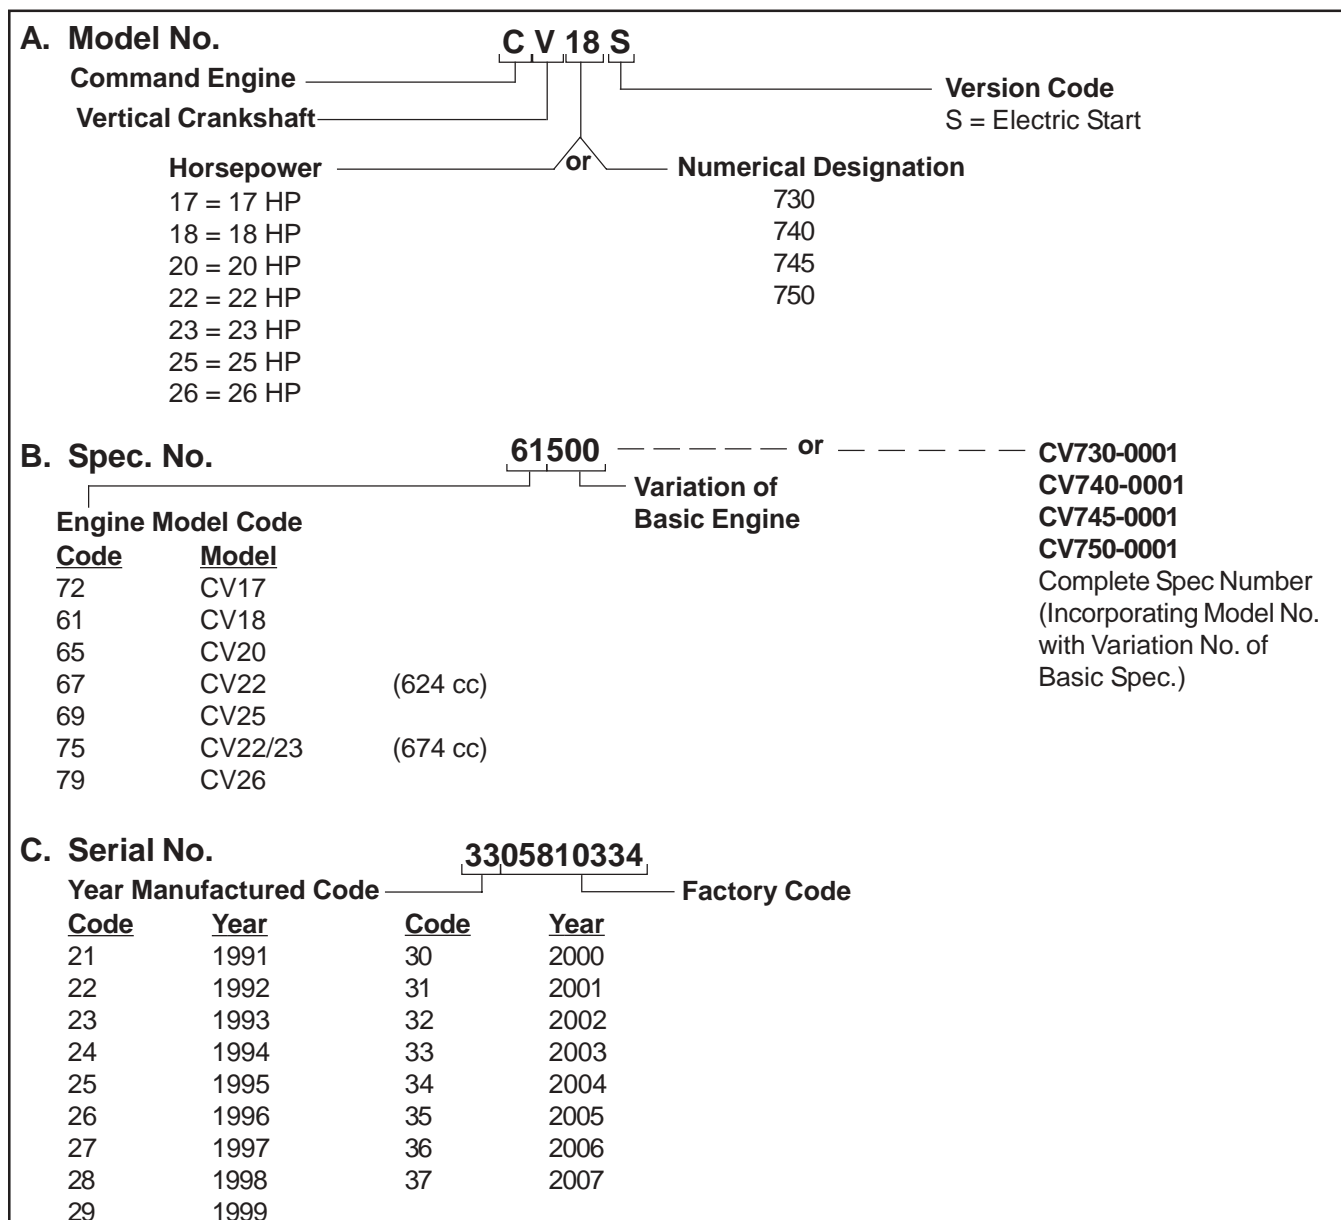 A. Model No. C V 18 S
Command Engine
Version Code
Vertical Crankshaft
S = Electric Start
Horsepower or Numerical Designation
17 = 17 HP 730
18 = 18 HP 740
20 = 20 HP 745
22 = 22 HP 750
23 = 23 HP
25 = 25 HP
26 = 26 HP
B. Spec. No. 61500 or CV730-0001
Variation of CV740-0001
Engine Model Code Basic Engine CV745-0001
Code Model CV750-0001
72 CV17 Complete Spec Number
61 CV18 (Incorporating Model No.
65 CV20 with Variation No. of
67 CV22 (624 cc) Basic Spec.)
69 CV25
75 CV22/23 (674 cc)
79 CV26
C. Serial No. 3305810334
Year Manufactured Code Factory Code
Code Year Code Year
21 1991 30 2000
22 1992 31 2001
23 1993 32 2002
24 1994 33 2003
25 1995 34 2004
26 1996 35 2005
27 1997 36 2006
28 1998 37 2007
29 1999